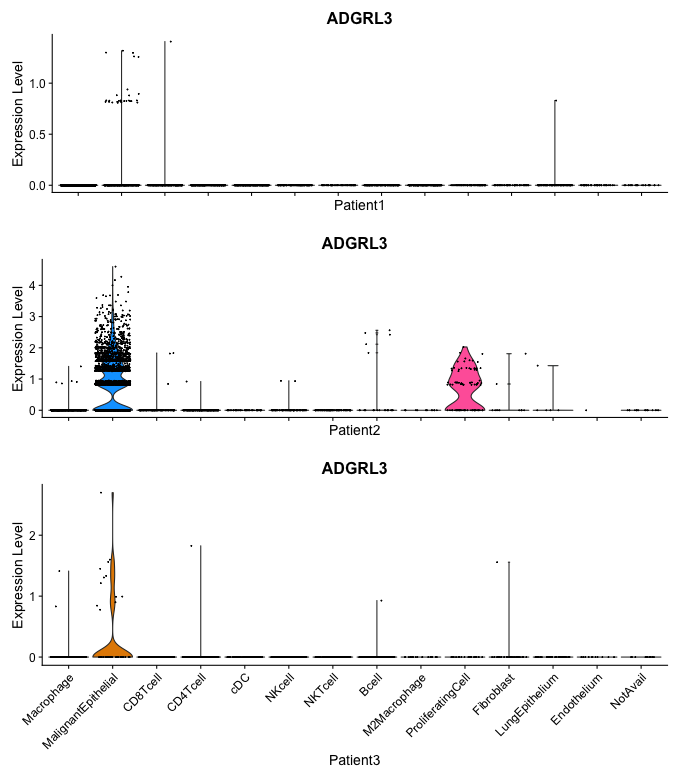 ADGRL3
Expression Level
1.0
0.5
0.0
Patient1
ADGRL3
Expression Level
4
3
2
1
0
Patient2
ADGRL3
Expression Level
2
1
0
Macrophage
MalignantEpithelial
CD8Tcell
CD4Tcell
cDC
NKcell
NKTcell
Bcell
M2Macrophage
ProliferatingCell
Fibroblast
LungEpithelium
Endothelium
NotAvail
Patient3